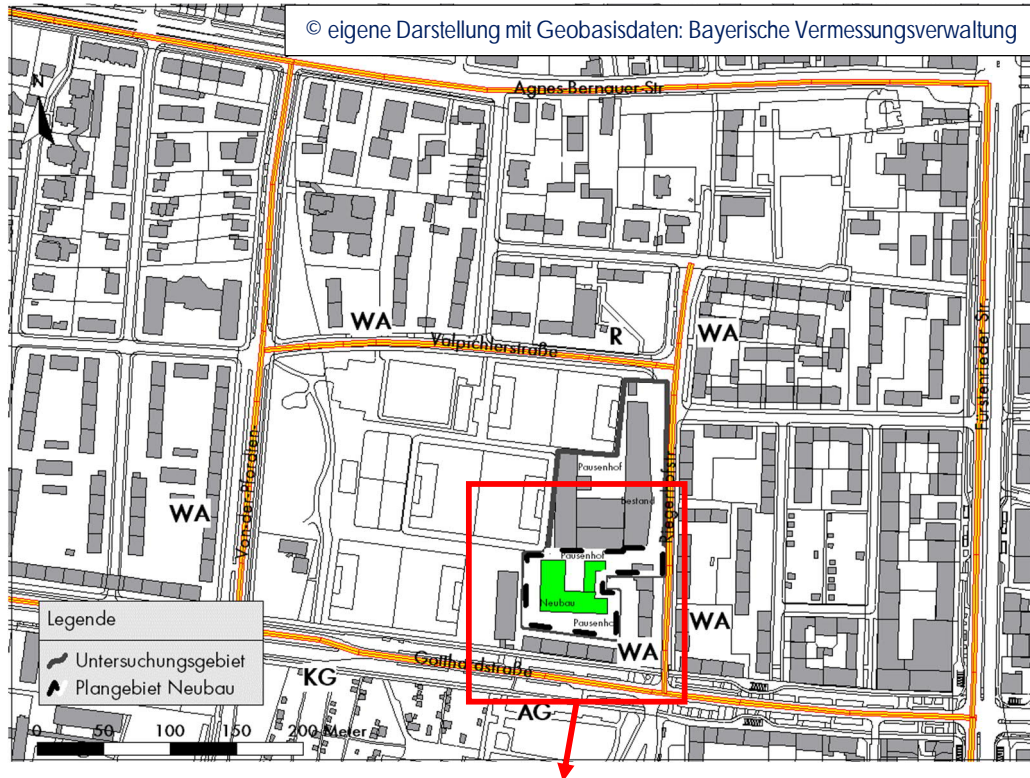 © eigene Darstellung mit Geobasisdaten: Bayerische Vermessungsverwaltung
N
Agnes-Bernauer-Str.
Fürstenrieder Str.
WA
R
WA
Valpichlerstraße
Von-der-Pfordten-
Riegerhofstr.
Pausenhof
Bestand
WA
Pausenhof
Neubau
Pausenhof
WA
WA
Gotthardstraße
KG
AG
Legende
Untersuchungsgebiet
Plangebiet Neubau
0 50 100 150 200 Meter